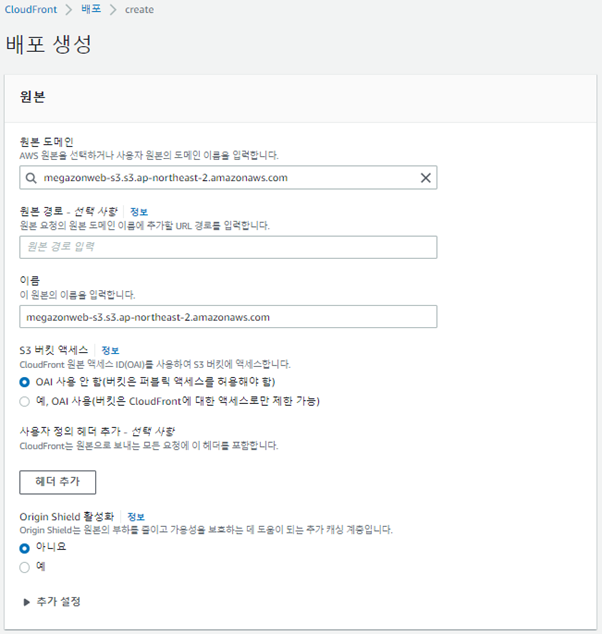 CloudFront > 배포 > create
배포 생성
원본
원본 도메인
AWS 원본을 선택하거나 사용자 원본의 도메인 이름을 입력합니다.
megazonweb-s3.s3.ap-northeast-2.amazonaws.com
원본 경로 - 선택 사항 | 정보
원본 요청의 원본 도메인 이름에 추가할 URL 경로를 입력합니다.
원본 경로 입력
이름
이 원본의 이름을 입력합니다.
megazonweb-s3.s3.ap-northeast-2.amazonaws.com
S3 버킷 액세스 | 정보
CloudFront 원본 액세스 ID(OAI)를 사용하여 S3 버킷에 액세스합니다.
OAI 사용 안 함(버킷은 퍼블릭 액세스를 허용해야 함)
예, OAI 사용(버킷은 CloudFront에 대한 액세스로만 제한 가능)
사용자 정의 헤더 추가 - 선택 사항
CloudFront는 원본으로 보내는 모든 요청에 이 헤더를 포함합니다.
헤더 추가
Origin Shield 활성화 | 정보
Origin Shield는 원본의 부하를 줄이고 가용성을 보호하는 데 도움이 되는 추가 캐싱 계층입니다.
아니요
예
추가 설정